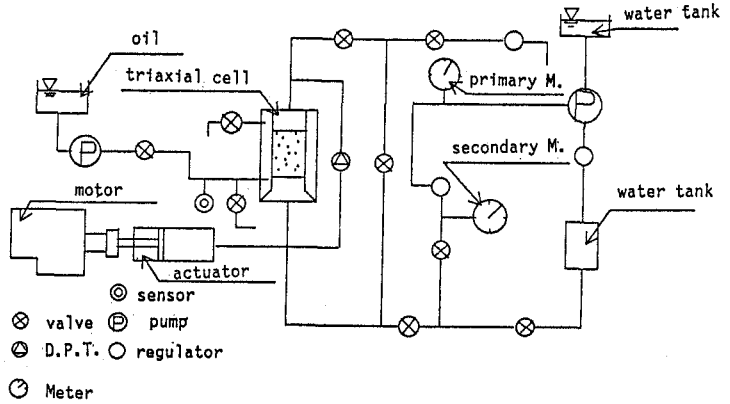 water tank
oil
triaxial cell
primary M.
P
P
secondary M.
motor
water tank
actuator
sensor
valve
P pump
D.P.T.
regulator
Meter